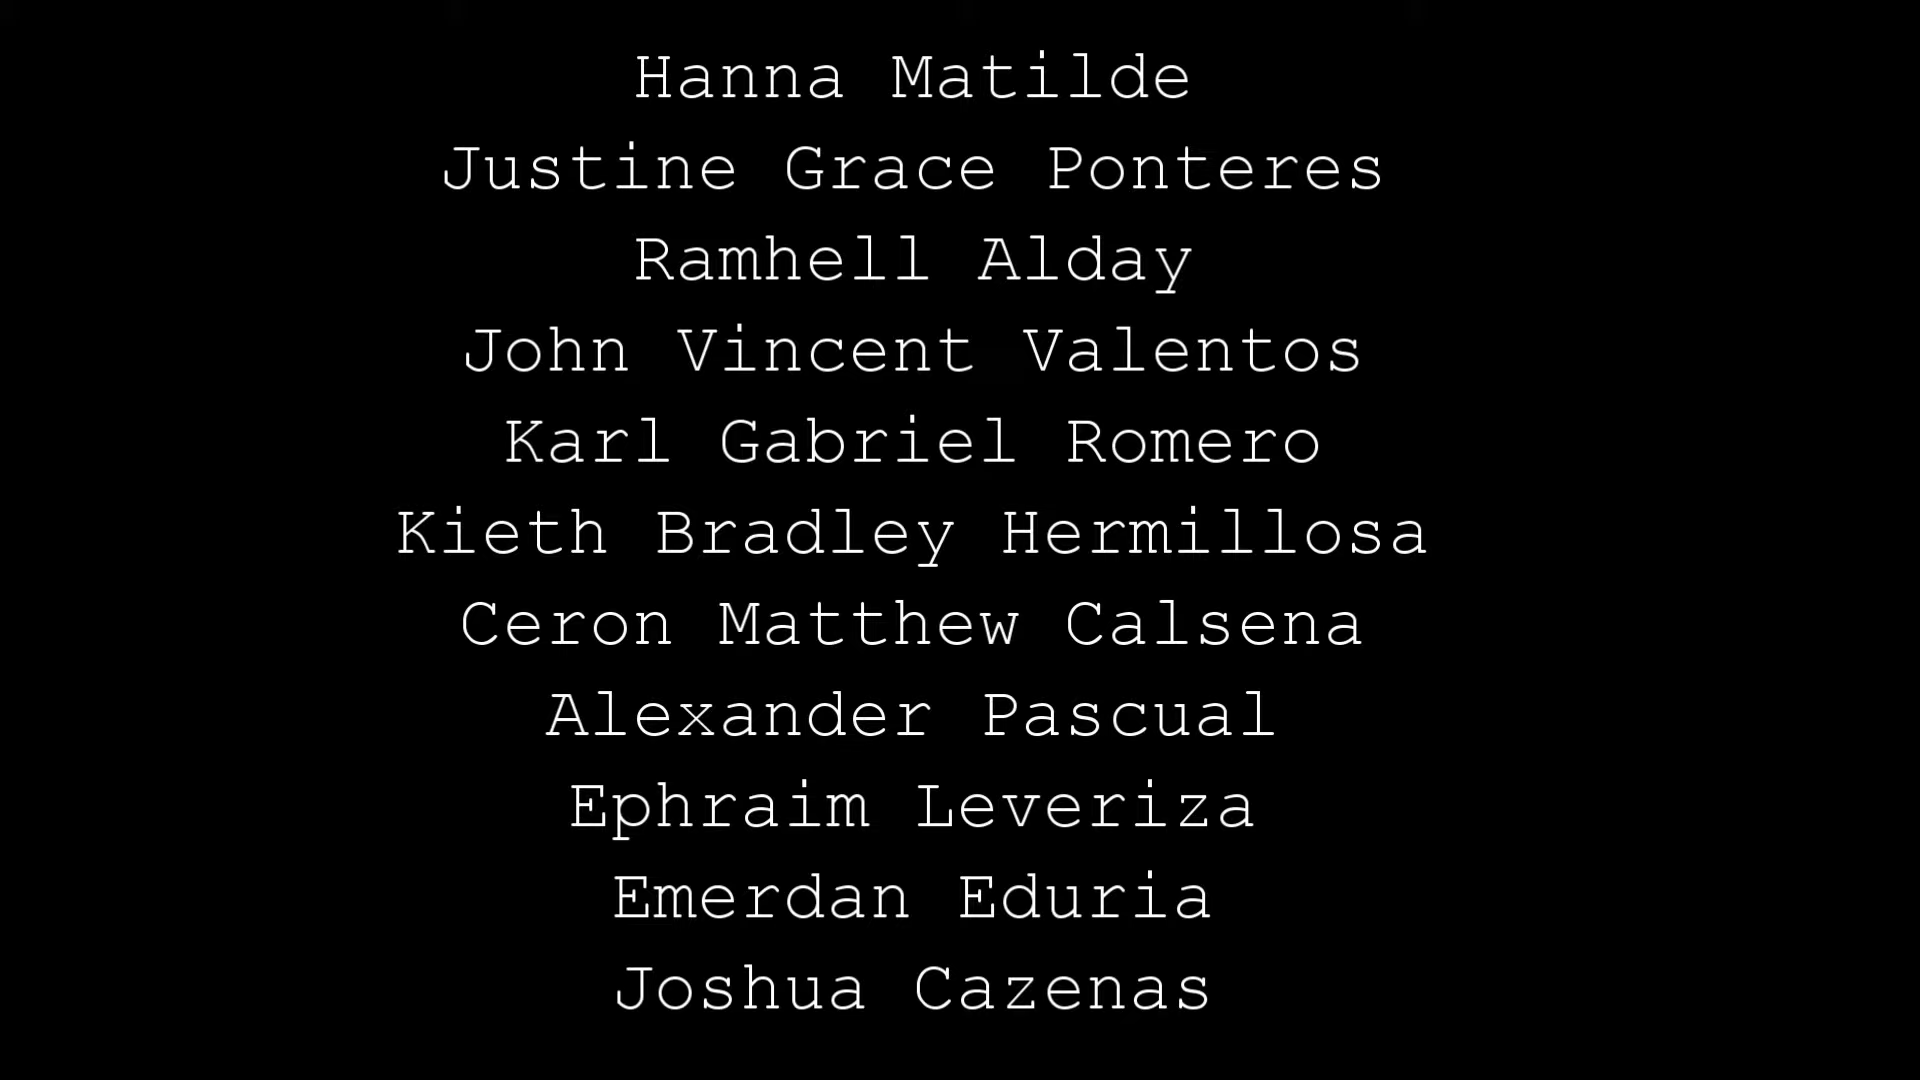 Hanna Matilde
Justine Grace Ponteres
Ramhell Alday
John Vincent Valentos
Karl Gabriel Romero
Kieth Bradley Hermillosa
Ceron Matthew Calsena
Alexander Pascual
Ephraim Leveriza
Emerdan Eduria
Joshua Cazenas